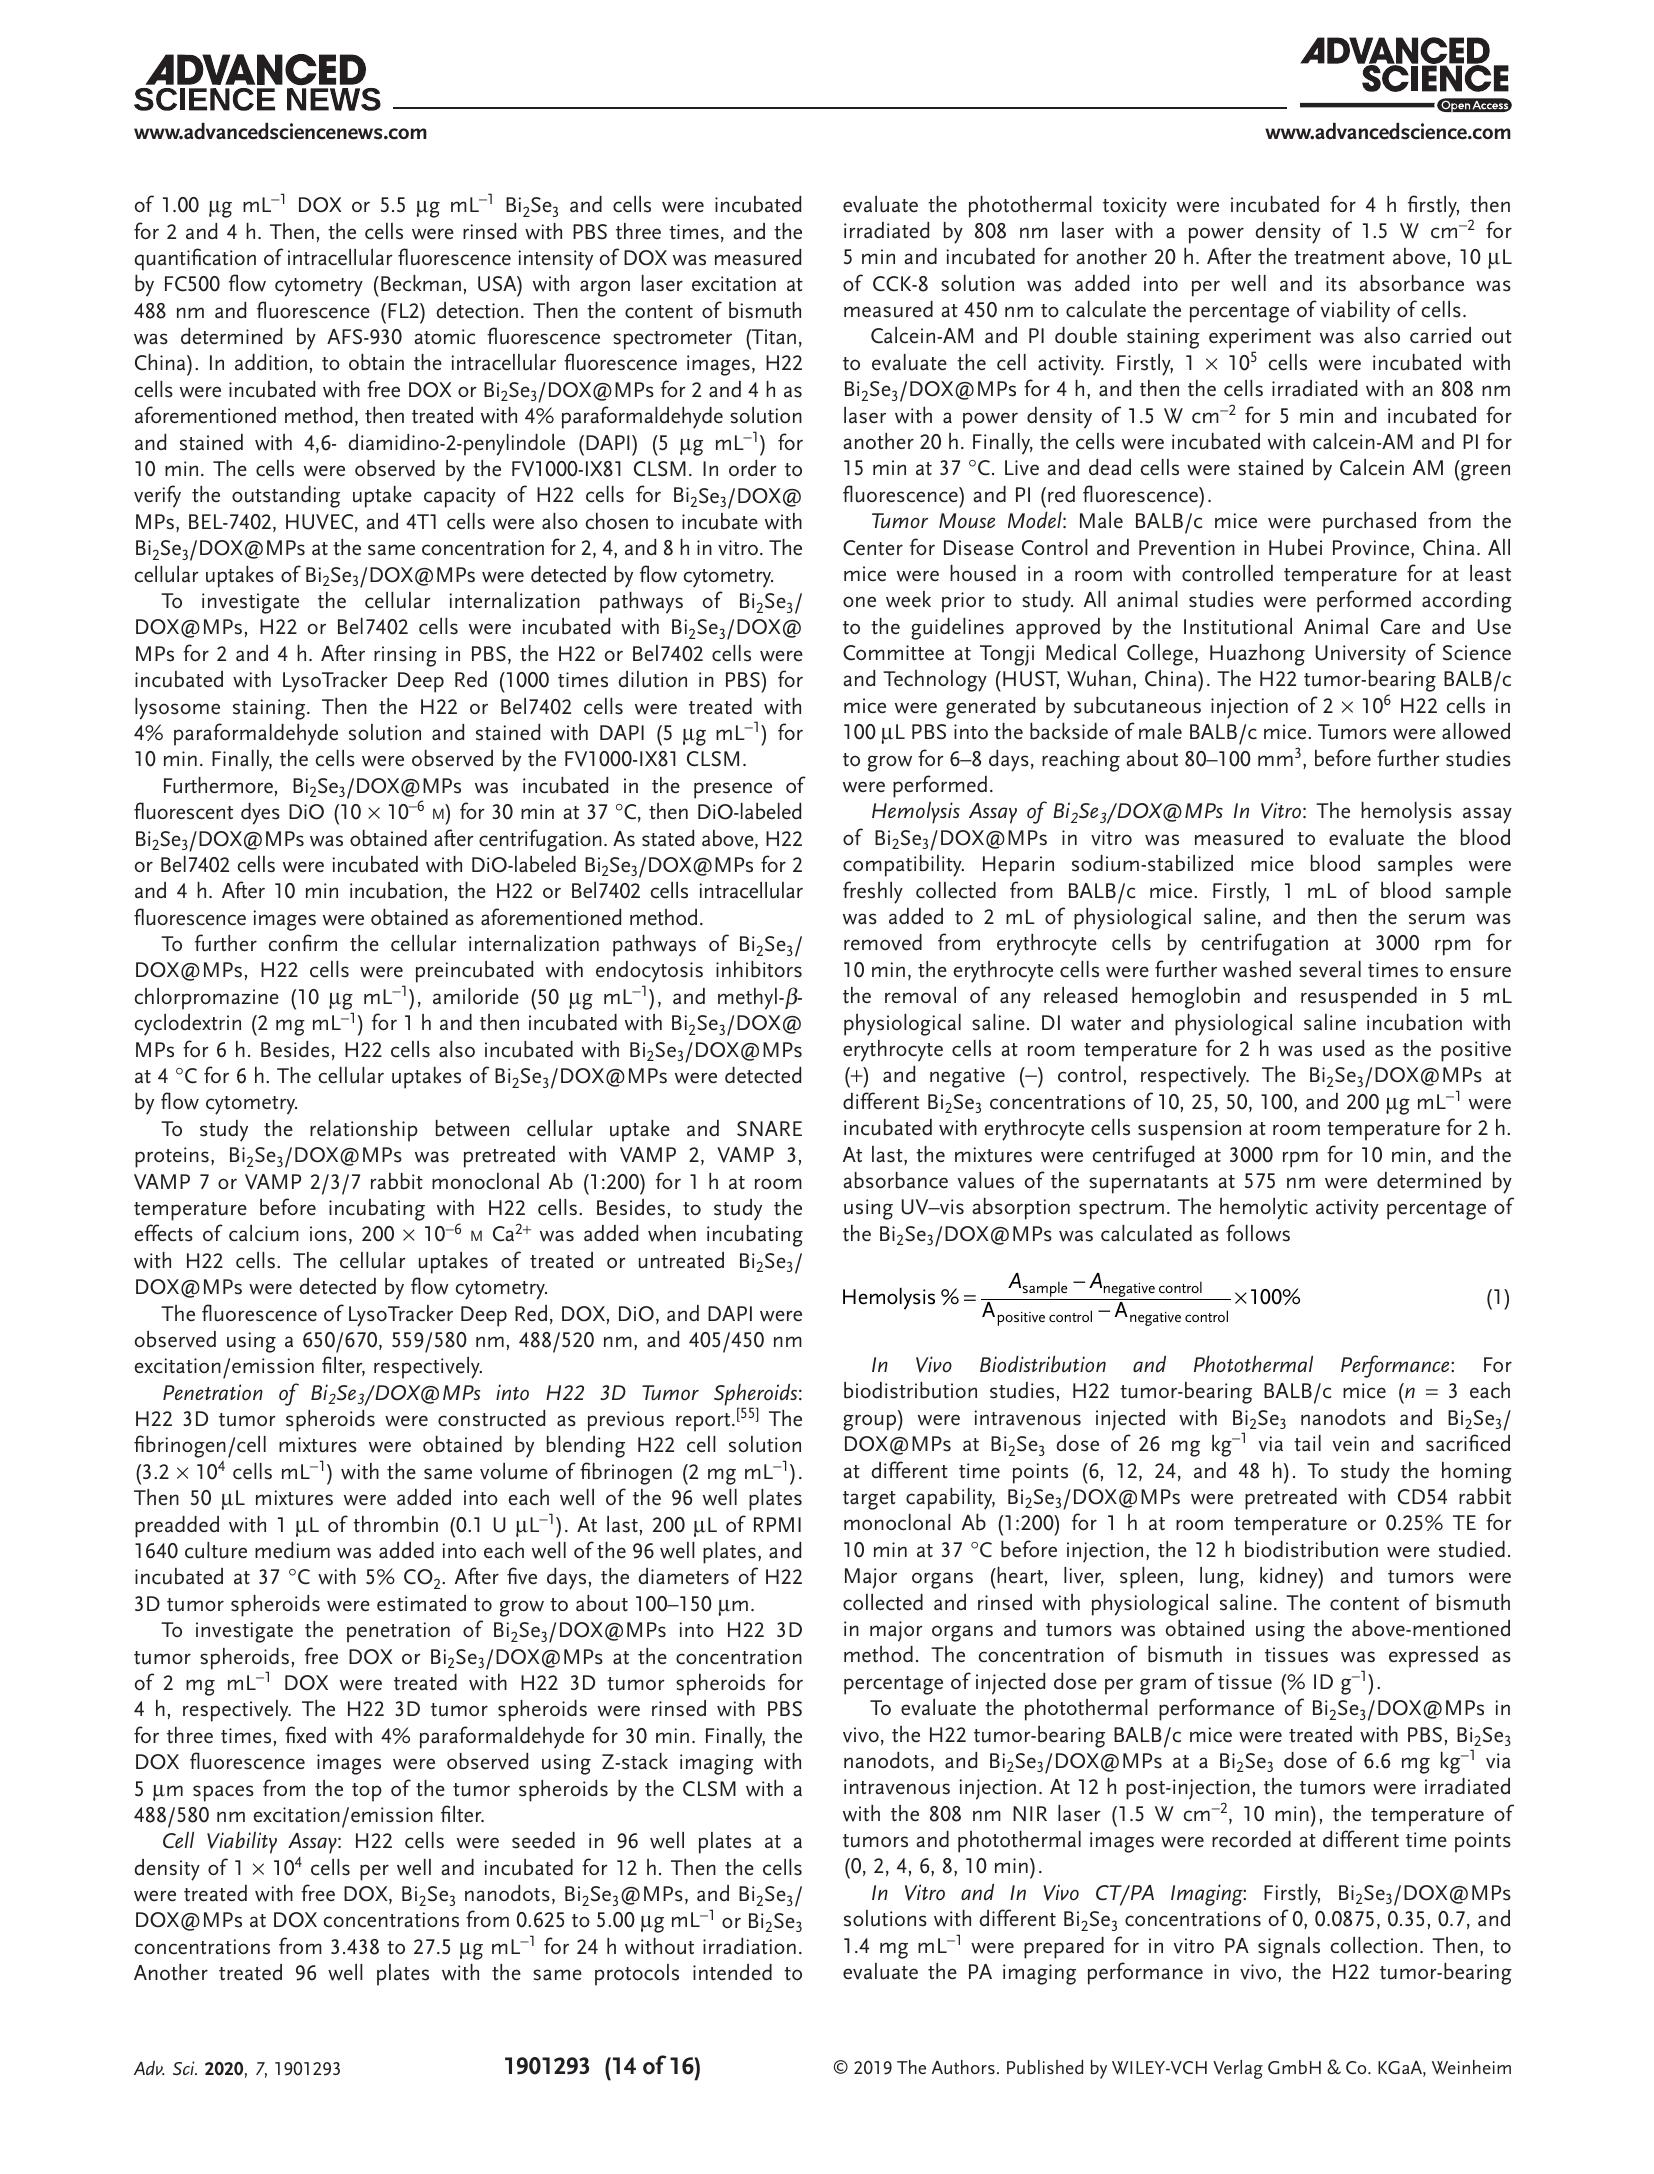 ADVANCED
SCIENCE NEWS
www.advancedsciencenews.com
ADVANCED
SCIENCE
Open Access
www.advancedscience.com
of 1.00 µg mL⁻¹ DOX or 5.5 µg mL⁻¹ Bi₂Se₃ and cells were incubated
for 2 and 4 h. Then, the cells were rinsed with PBS three times, and the
quantification of intracellular fluorescence intensity of DOX was measured
by FC500 flow cytometry (Beckman, USA) with argon laser excitation at
488 nm and fluorescence (FL2) detection. Then the content of bismuth
was determined by AFS-930 atomic fluorescence spectrometer (Titan,
China). In addition, to obtain the intracellular fluorescence images, H22
cells were incubated with free DOX or Bi₂Se₃/DOX@MPs for 2 and 4 h as
aforementioned method, then treated with 4% paraformaldehyde solution
and stained with 4,6- diamidino-2-penylindole (DAPI) (5 µg mL⁻¹) for
10 min. The cells were observed by the FV1000-IX81 CLSM. In order to
verify the outstanding uptake capacity of H22 cells for Bi₂Se₃/DOX@
MPs, BEL-7402, HUVEC, and 4T1 cells were also chosen to incubate with
Bi₂Se₃/DOX@MPs at the same concentration for 2, 4, and 8 h in vitro. The
cellular uptakes of Bi₂Se₃/DOX@MPs were detected by flow cytometry.
To investigate the cellular internalization pathways of Bi₂Se₃/
DOX@MPs, H22 or Bel7402 cells were incubated with Bi₂Se₃/DOX@
MPs for 2 and 4 h. After rinsing in PBS, the H22 or Bel7402 cells were
incubated with LysoTracker Deep Red (1000 times dilution in PBS) for
lysosome staining. Then the H22 or Bel7402 cells were treated with
4% paraformaldehyde solution and stained with DAPI (5 µg mL⁻¹) for
10 min. Finally, the cells were observed by the FV1000-IX81 CLSM.
Furthermore, Bi₂Se₃/DOX@MPs was incubated in the presence of
fluorescent dyes DiO (10 × 10⁻⁶ M) for 30 min at 37 °C, then DiO-labeled
Bi₂Se₃/DOX@MPs was obtained after centrifugation. As stated above, H22
or Bel7402 cells were incubated with DiO-labeled Bi₂Se₃/DOX@MPs for 2
and 4 h. After 10 min incubation, the H22 or Bel7402 cells intracellular
fluorescence images were obtained as aforementioned method.
To further confirm the cellular internalization pathways of Bi₂Se₃/
DOX@MPs, H22 cells were preincubated with endocytosis inhibitors
chlorpromazine (10 µg mL⁻¹), amiloride (50 µg mL⁻¹), and methyl-β-
cyclodextrin (2 mg mL⁻¹) for 1 h and then incubated with Bi₂Se₃/DOX@
MPs for 6 h. Besides, H22 cells also incubated with Bi₂Se₃/DOX@MPs
at 4 °C for 6 h. The cellular uptakes of Bi₂Se₃/DOX@MPs were detected
by flow cytometry.
To study the relationship between cellular uptake and SNARE
proteins, Bi₂Se₃/DOX@MPs was pretreated with VAMP 2, VAMP 3,
VAMP 7 or VAMP 2/3/7 rabbit monoclonal Ab (1:200) for 1 h at room
temperature before incubating with H22 cells. Besides, to study the
effects of calcium ions, 200 × 10⁻⁶ M Ca²⁺ was added when incubating
with H22 cells. The cellular uptakes of treated or untreated Bi₂Se₃/
DOX@MPs were detected by flow cytometry.
The fluorescence of LysoTracker Deep Red, DOX, DiO, and DAPI were
observed using a 650/670, 559/580 nm, 488/520 nm, and 405/450 nm
excitation/emission filter, respectively.
Penetration of Bi₂Se₃/DOX@MPs into H22 3D Tumor Spheroids:
H22 3D tumor spheroids were constructed as previous report.[55] The
fibrinogen/cell mixtures were obtained by blending H22 cell solution
(3.2 × 10⁴ cells mL⁻¹) with the same volume of fibrinogen (2 mg mL⁻¹).
Then 50 µL mixtures were added into each well of the 96 well plates
preadded with 1 µL of thrombin (0.1 U µL⁻¹). At last, 200 µL of RPMI
1640 culture medium was added into each well of the 96 well plates, and
incubated at 37 °C with 5% CO₂. After five days, the diameters of H22
3D tumor spheroids were estimated to grow to about 100–150 µm.
To investigate the penetration of Bi₂Se₃/DOX@MPs into H22 3D
tumor spheroids, free DOX or Bi₂Se₃/DOX@MPs at the concentration
of 2 mg mL⁻¹ DOX were treated with H22 3D tumor spheroids for
4 h, respectively. The H22 3D tumor spheroids were rinsed with PBS
for three times, fixed with 4% paraformaldehyde for 30 min. Finally, the
DOX fluorescence images were observed using Z-stack imaging with
5 µm spaces from the top of the tumor spheroids by the CLSM with a
488/580 nm excitation/emission filter.
Cell Viability Assay: H22 cells were seeded in 96 well plates at a
density of 1 × 10⁴ cells per well and incubated for 12 h. Then the cells
were treated with free DOX, Bi₂Se₃ nanodots, Bi₂Se₃@MPs, and Bi₂Se₃/
DOX@MPs at DOX concentrations from 0.625 to 5.00 µg mL⁻¹ or Bi₂Se₃
concentrations from 3.438 to 27.5 µg mL⁻¹ for 24 h without irradiation.
Another treated 96 well plates with the same protocols intended to
evaluate the photothermal toxicity were incubated for 4 h firstly, then
irradiated by 808 nm laser with a power density of 1.5 W cm⁻² for
5 min and incubated for another 20 h. After the treatment above, 10 µL
of CCK-8 solution was added into per well and its absorbance was
measured at 450 nm to calculate the percentage of viability of cells.
Calcein-AM and PI double staining experiment was also carried out
to evaluate the cell activity. Firstly, 1 × 10⁵ cells were incubated with
Bi₂Se₃/DOX@MPs for 4 h, and then the cells irradiated with an 808 nm
laser with a power density of 1.5 W cm⁻² for 5 min and incubated for
another 20 h. Finally, the cells were incubated with calcein-AM and PI for
15 min at 37 °C. Live and dead cells were stained by Calcein AM (green
fluorescence) and PI (red fluorescence).
Tumor Mouse Model: Male BALB/c mice were purchased from the
Center for Disease Control and Prevention in Hubei Province, China. All
mice were housed in a room with controlled temperature for at least
one week prior to study. All animal studies were performed according
to the guidelines approved by the Institutional Animal Care and Use
Committee at Tongji Medical College, Huazhong University of Science
and Technology (HUST, Wuhan, China). The H22 tumor-bearing BALB/c
mice were generated by subcutaneous injection of 2 × 10⁶ H22 cells in
100 µL PBS into the backside of male BALB/c mice. Tumors were allowed
to grow for 6–8 days, reaching about 80–100 mm³, before further studies
were performed.
Hemolysis Assay of Bi₂Se₃/DOX@MPs In Vitro: The hemolysis assay
of Bi₂Se₃/DOX@MPs in vitro was measured to evaluate the blood
compatibility. Heparin sodium-stabilized mice blood samples were
freshly collected from BALB/c mice. Firstly, 1 mL of blood sample
was added to 2 mL of physiological saline, and then the serum was
removed from erythrocyte cells by centrifugation at 3000 rpm for
10 min, the erythrocyte cells were further washed several times to ensure
the removal of any released hemoglobin and resuspended in 5 mL
physiological saline. DI water and physiological saline incubation with
erythrocyte cells at room temperature for 2 h was used as the positive
(+) and negative (–) control, respectively. The Bi₂Se₃/DOX@MPs at
different Bi₂Se₃ concentrations of 10, 25, 50, 100, and 200 µg mL⁻¹ were
incubated with erythrocyte cells suspension at room temperature for 2 h.
At last, the mixtures were centrifuged at 3000 rpm for 10 min, and the
absorbance values of the supernatants at 575 nm were determined by
using UV–vis absorption spectrum. The hemolytic activity percentage of
the Bi₂Se₃/DOX@MPs was calculated as follows
A sample − A negative control
Hemolysis % = ×100% (1)
A positive control − A negative control
In Vivo Biodistribution and Photothermal Performance: For
biodistribution studies, H22 tumor-bearing BALB/c mice (n = 3 each
group) were intravenous injected with Bi₂Se₃ nanodots and Bi₂Se₃/
DOX@MPs at Bi₂Se₃ dose of 26 mg kg⁻¹ via tail vein and sacrificed
at different time points (6, 12, 24, and 48 h). To study the homing
target capability, Bi₂Se₃/DOX@MPs were pretreated with CD54 rabbit
monoclonal Ab (1:200) for 1 h at room temperature or 0.25% TE for
10 min at 37 °C before injection, the 12 h biodistribution were studied.
Major organs (heart, liver, spleen, lung, kidney) and tumors were
collected and rinsed with physiological saline. The content of bismuth
in major organs and tumors was obtained using the above-mentioned
method. The concentration of bismuth in tissues was expressed as
percentage of injected dose per gram of tissue (% ID g⁻¹).
To evaluate the photothermal performance of Bi₂Se₃/DOX@MPs in
vivo, the H22 tumor-bearing BALB/c mice were treated with PBS, Bi₂Se₃
nanodots, and Bi₂Se₃/DOX@MPs at a Bi₂Se₃ dose of 6.6 mg kg⁻¹ via
intravenous injection. At 12 h post-injection, the tumors were irradiated
with the 808 nm NIR laser (1.5 W cm⁻², 10 min), the temperature of
tumors and photothermal images were recorded at different time points
(0, 2, 4, 6, 8, 10 min).
In Vitro and In Vivo CT/PA Imaging: Firstly, Bi₂Se₃/DOX@MPs
solutions with different Bi₂Se₃ concentrations of 0, 0.0875, 0.35, 0.7, and
1.4 mg mL⁻¹ were prepared for in vitro PA signals collection. Then, to
evaluate the PA imaging performance in vivo, the H22 tumor-bearing
Adv. Sci. 2020, 7, 1901293
1901293 (14 of 16)
© 2019 The Authors. Published by WILEY-VCH Verlag GmbH & Co. KGaA, Weinheim